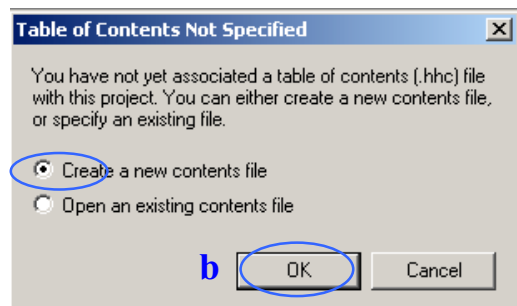 Table of Contents Not Specified
You have not yet associated a table of contents (.hhc) file
with this project. You can either create a new contents file,
or specify an existing file.
Create a new contents file
Open an existing contents file
b OK Cancel